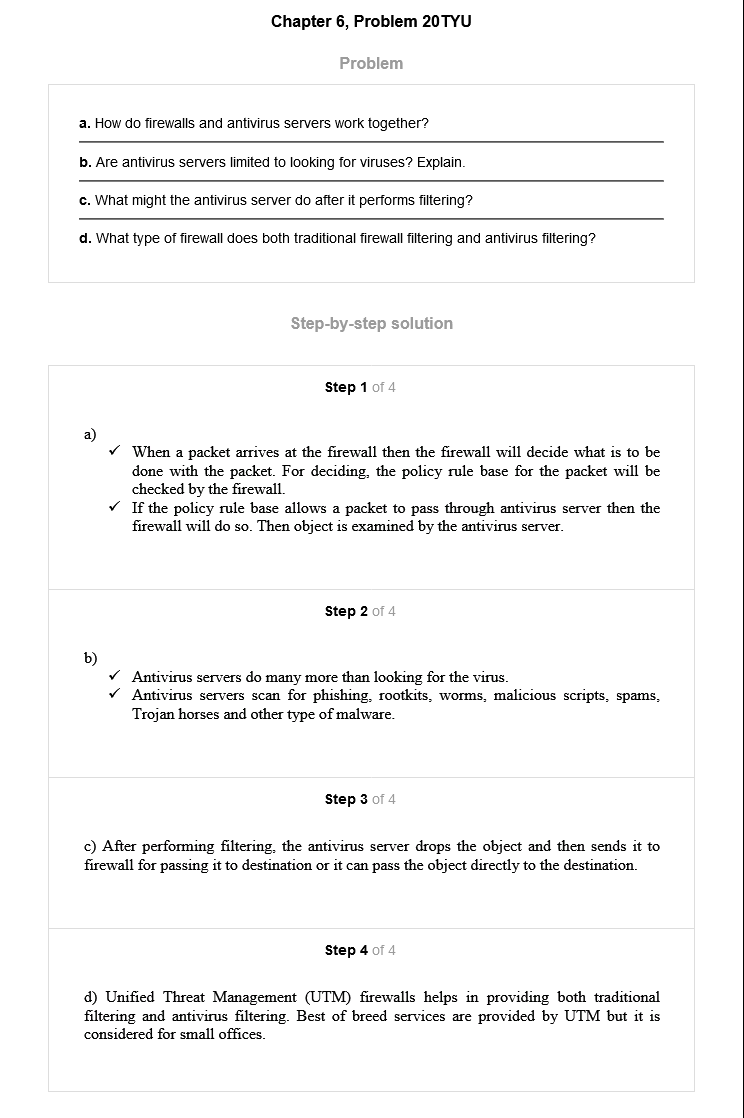 Chapter 6, Problem 20TYU
Problem
a. How do firewalls and antivirus servers work together?
b. Are antivirus servers limited to looking for viruses? Explain.
c. What might the antivirus server do after it performs filtering?
d. What type of firewall does both traditional firewall filtering and antivirus filtering?
Step-by-step solution
Step 1 of 4
a)
✓ When a packet arrives at the firewall then the firewall will decide what is to be
done with the packet. For deciding, the policy rule base for the packet will be
checked by the firewall.
✓ If the policy rule base allows a packet to pass through antivirus server then the
firewall will do so. Then object is examined by the antivirus server.
Step 2 of 4
b)
✓ Antivirus servers do many more than looking for the virus.
✓ Antivirus servers scan for phishing, rootkits, worms, malicious scripts, spams,
Trojan horses and other type of malware.
Step 3 of 4
c) After performing filtering, the antivirus server drops the object and then sends it to
firewall for passing it to destination or it can pass the object directly to the destination.
Step 4 of 4
d) Unified Threat Management (UTM) firewalls helps in providing both traditional
filtering and antivirus filtering. Best of breed services are provided by UTM but it is
considered for small offices.